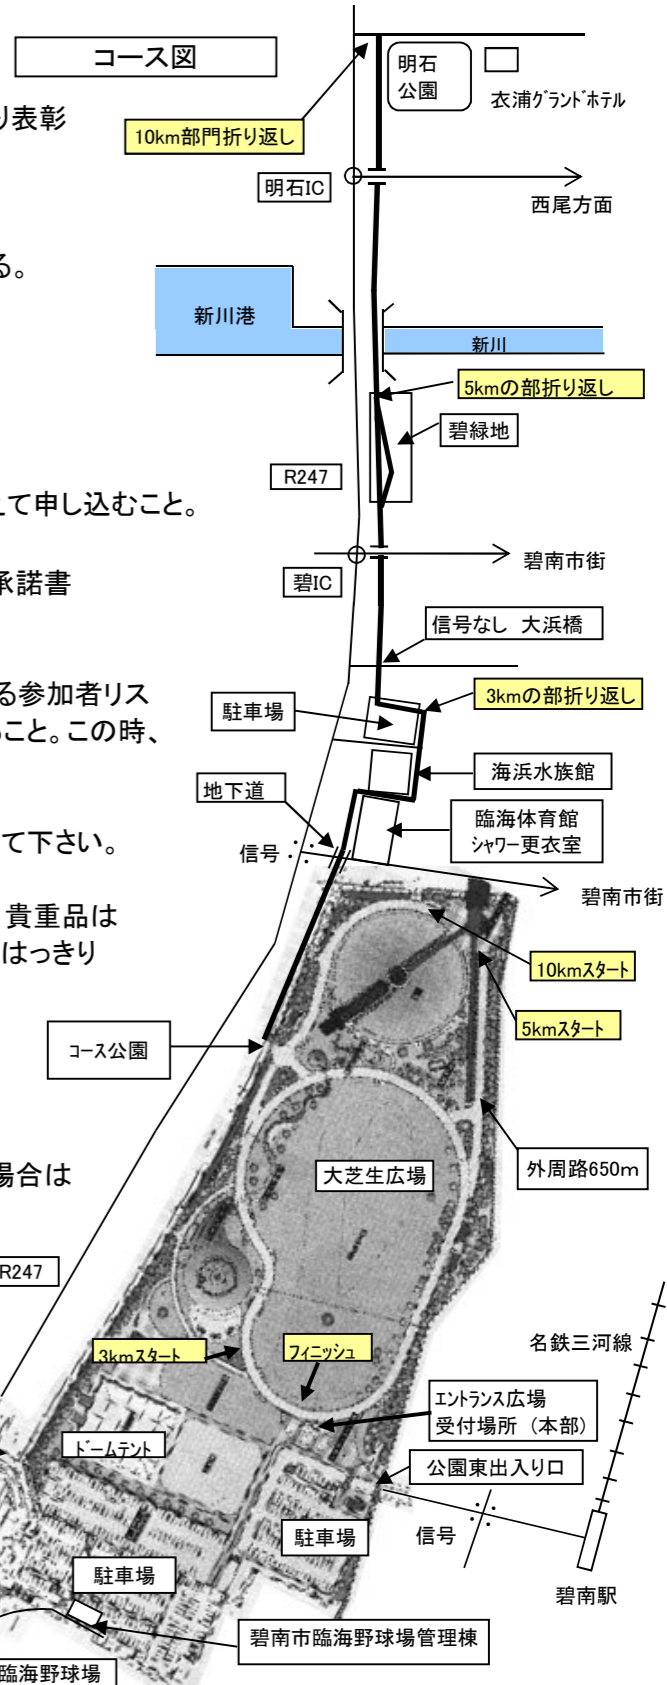 コース図
明石
公園
衣浦グランドホテル
り表彰
10km部門折り返し
明石IC
西尾方面
る。
新川港
新川
5kmの部折り返し
碧緑地
R247
えて申し込むこと。
碧南市街
碧IC
承諾書
信号なし 大浜橋
る参加者リス
3kmの部折り返し
駐車場
ること。この時、
海浜水族館
地下道
臨海体育館
シャワー更衣室
て下さい。
信号
碧南市街
貴重品は
はっきり
10kmスタート
5kmスタート
コース公園
大芝生広場
外周路650m
場合は
R247
名鉄三河線
3kmスタート
フィニッシュ
エントランス広場
受付場所（本部）
ドームテント
公園東出入り口
駐車場
信号
駐車場
碧南駅
碧南市臨海野球場管理棟
臨海野球場